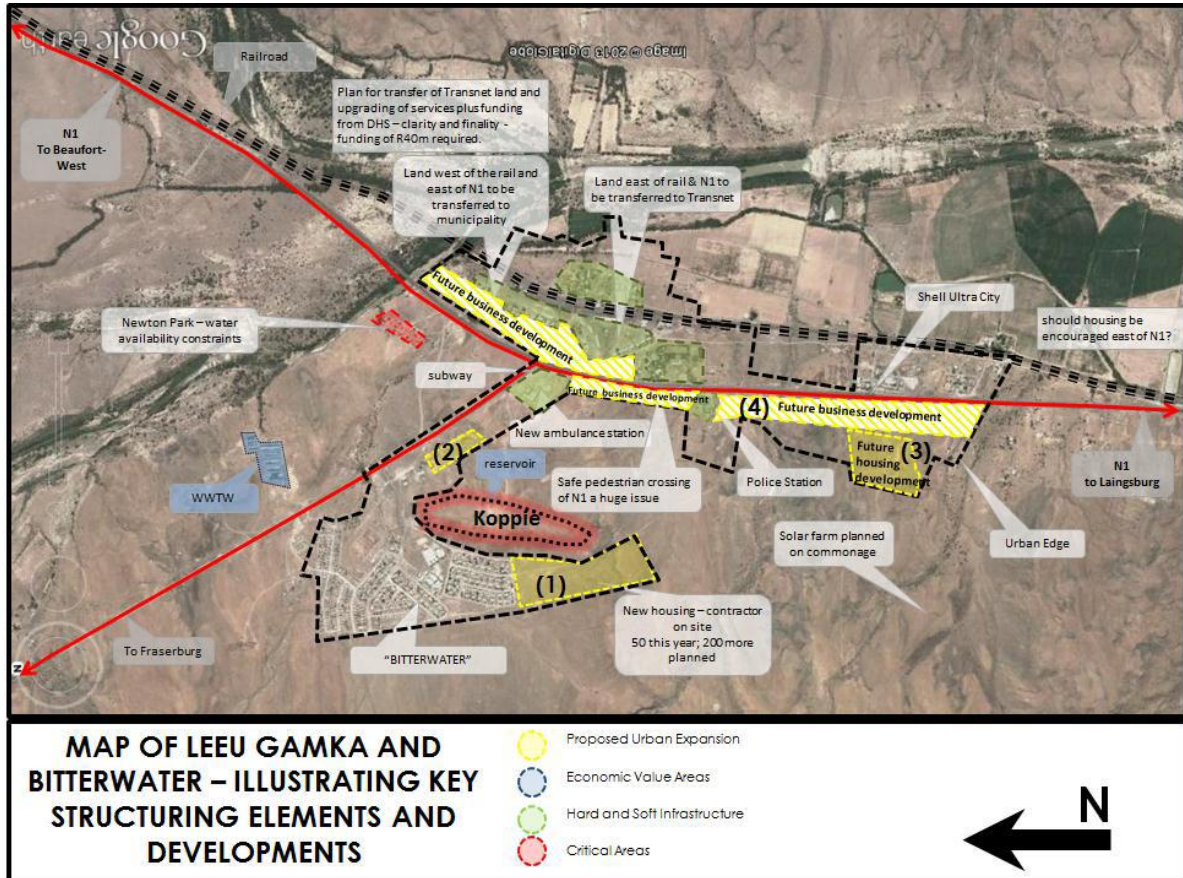 Google earth
Image © 2013 DigitalGlobe
Railroad
N1
To Beaufort-
West
Plan for transfer of Transnet land and
upgrading of services plus funding
from DHS – clarity and finality -
funding of R40m required.
Land west of the rail and
east of N1 to be
transferred to
municipality
Land east of rail & N1 to
be transferred to Transnet
Shell Ultra City
should housing be
encouraged east of N1?
Newton Park – water
availability constraints
subway
Future business development
Future business development
(4) Future business development
New ambulance station
(2)
reservoir
Safe pedestrian crossing
of N1 a huge issue
Police Station
Future
housing
development
(3)
N1
to Laingsburg
WWTW
Koppie
Solar farm planned
on commonage
Urban Edge
(1)
New housing – contractor
on site
50 this year; 200 more
planned
To Fraserburg
"BITTERWATER"
N
MAP OF LEEU GAMKA AND
BITTERWATER – ILLUSTRATING KEY
STRUCTURING ELEMENTS AND
DEVELOPMENTS
Proposed Urban Expansion
Economic Value Areas
Hard and Soft Infrastructure
Critical Areas
N